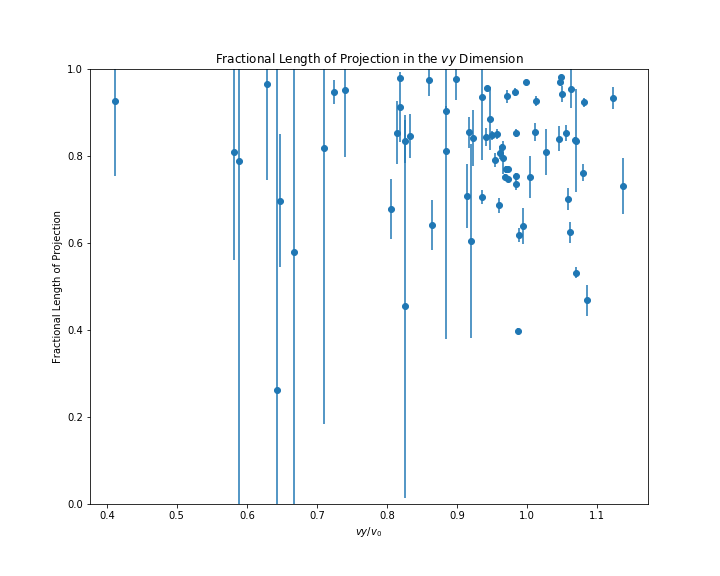 Fractional Length of Projection in the vy Dimension
Fractional Length of Projection
1.0
0.8
0.6
0.4
0.2
0.0
0.4 0.5 0.6 0.7 0.8 0.9 1.0 1.1
vy/v₀